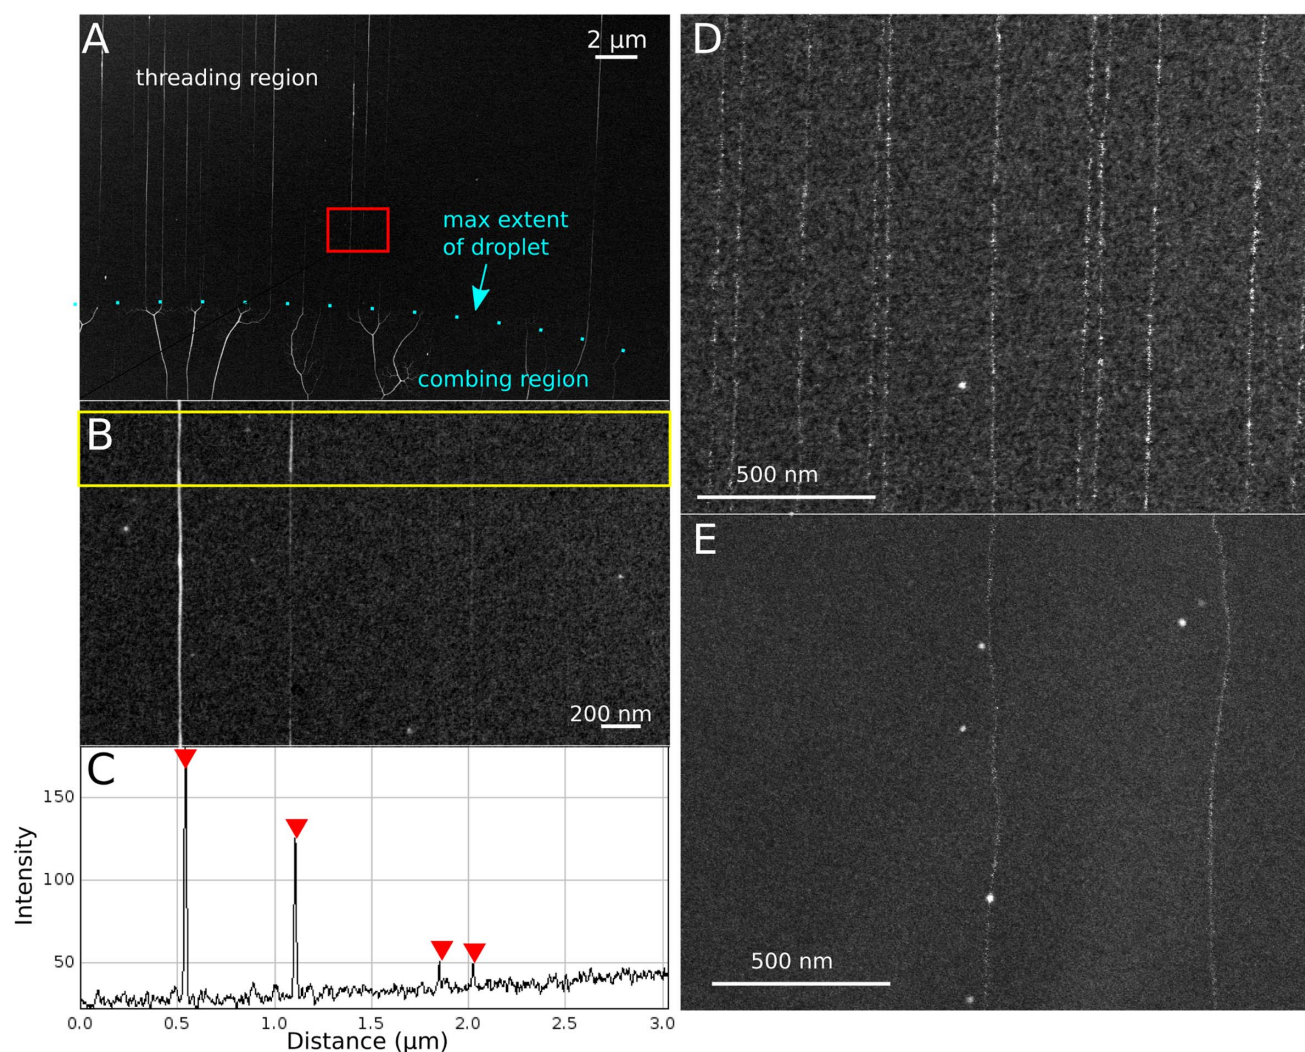 A
2 µm
threading region
max extent
of droplet
combing region
B
200 nm
C
150
100
50
Intensity
0.0 0.5 1.0 1.5 2.0 2.5 3.0
Distance (µm)
D
500 nm
E
500 nm